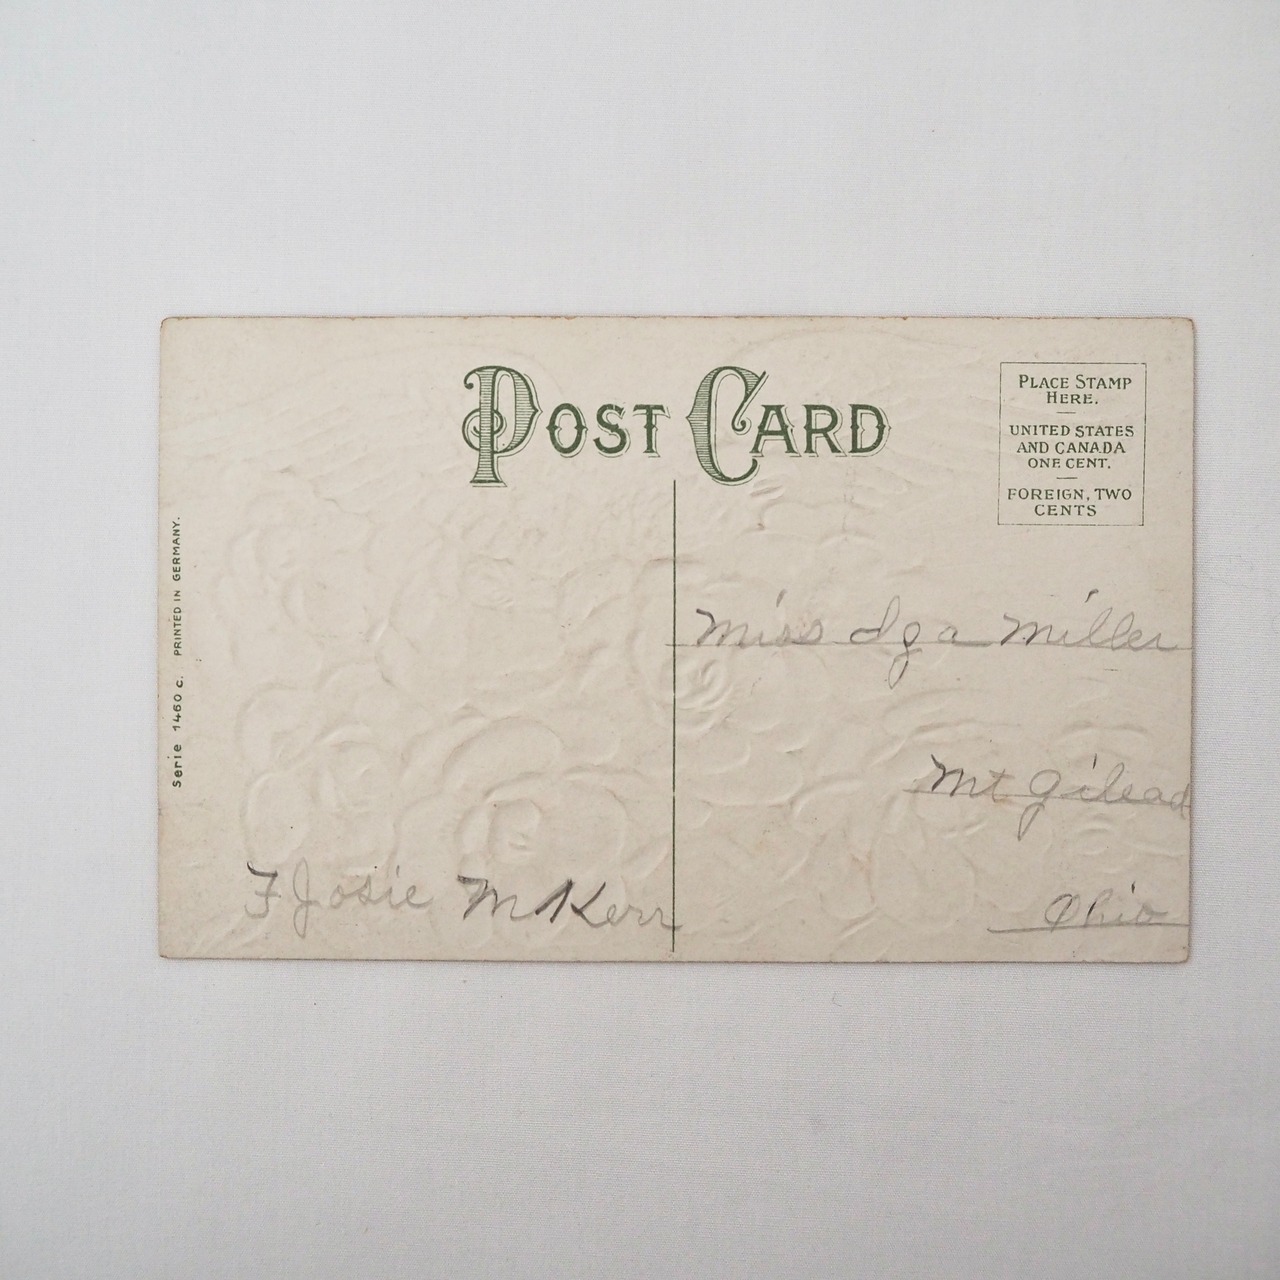 POST CARD
PLACE STAMP
HERE.
UNITED STATES
AND CANADA
ONE CENT.
FOREIGN, TWO
CENTS
Serie 1460 c. PRINTED IN GERMANY.
Miss Iga Miller
Mt Gilead
Ohio
F Josie McKerr